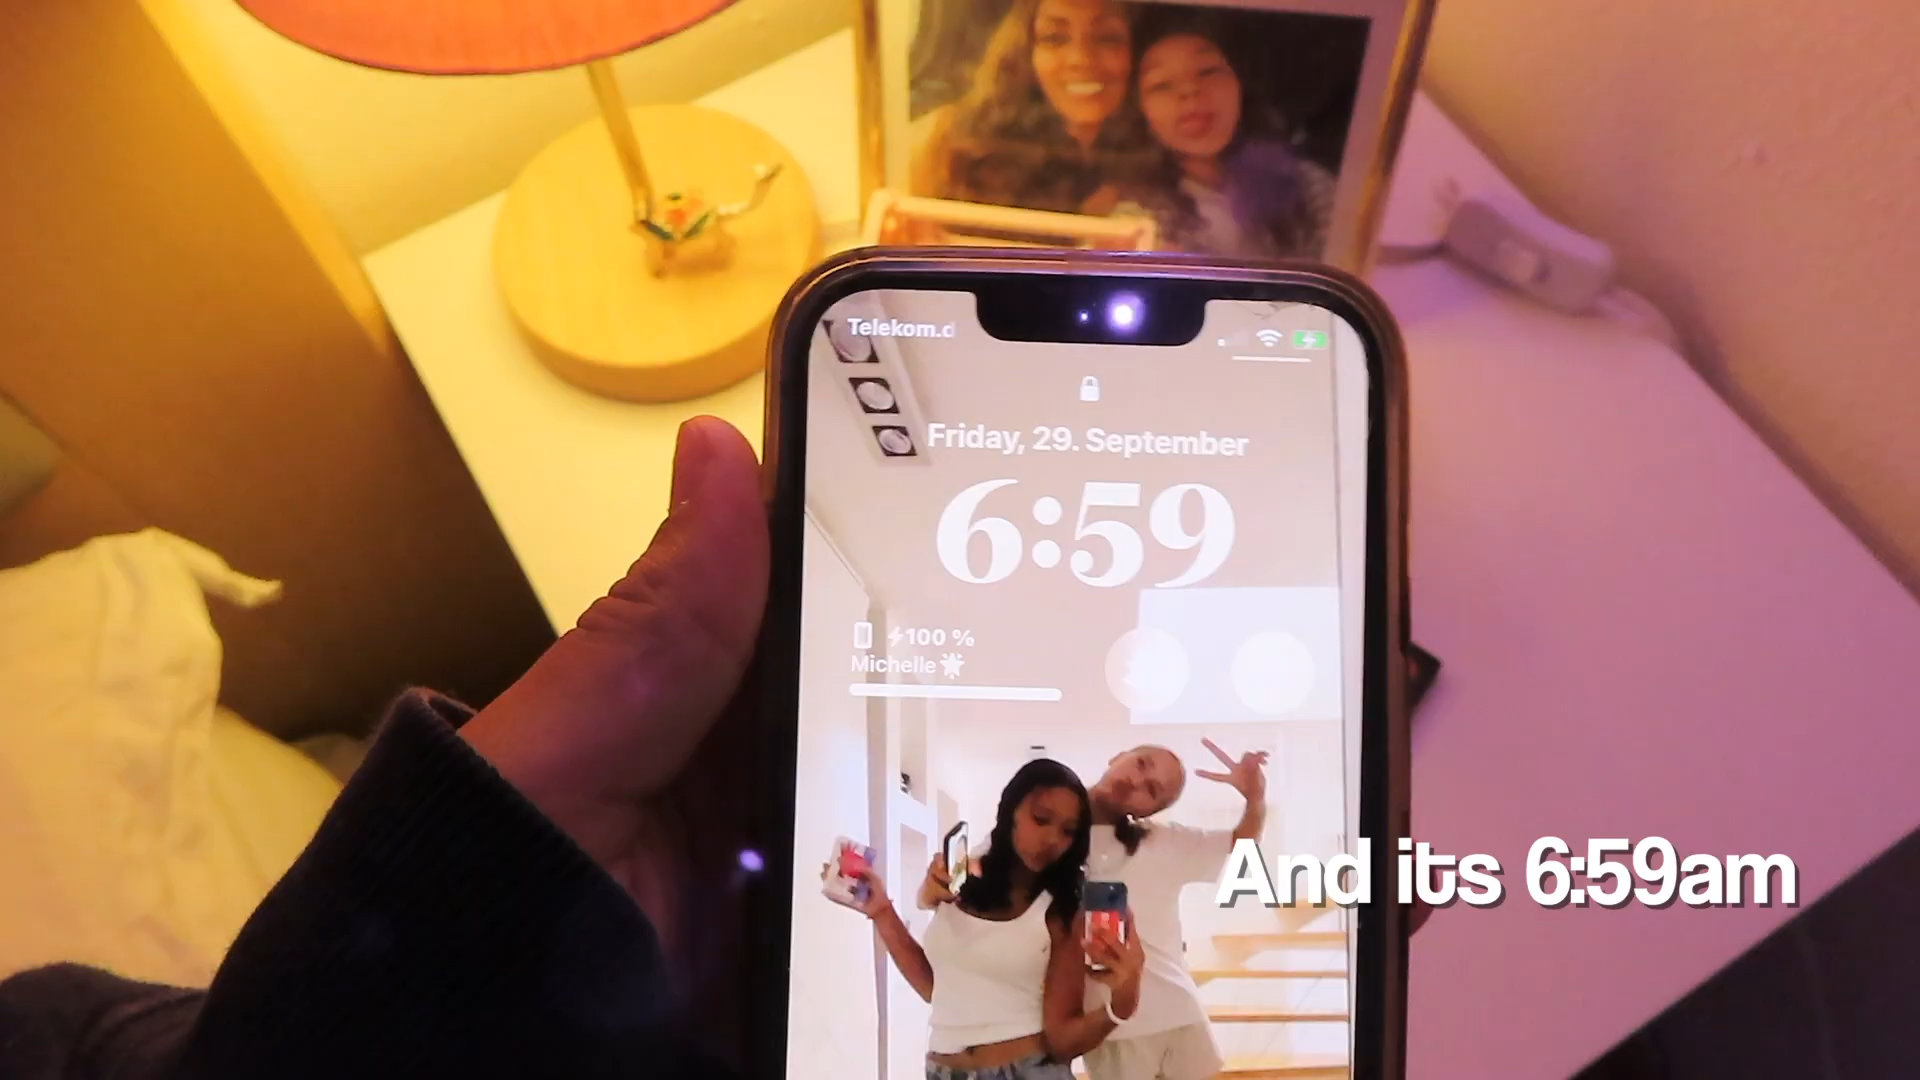 Telekom.d
Friday, 29. September
6:59
100 %
Michelle
And its 6:59am